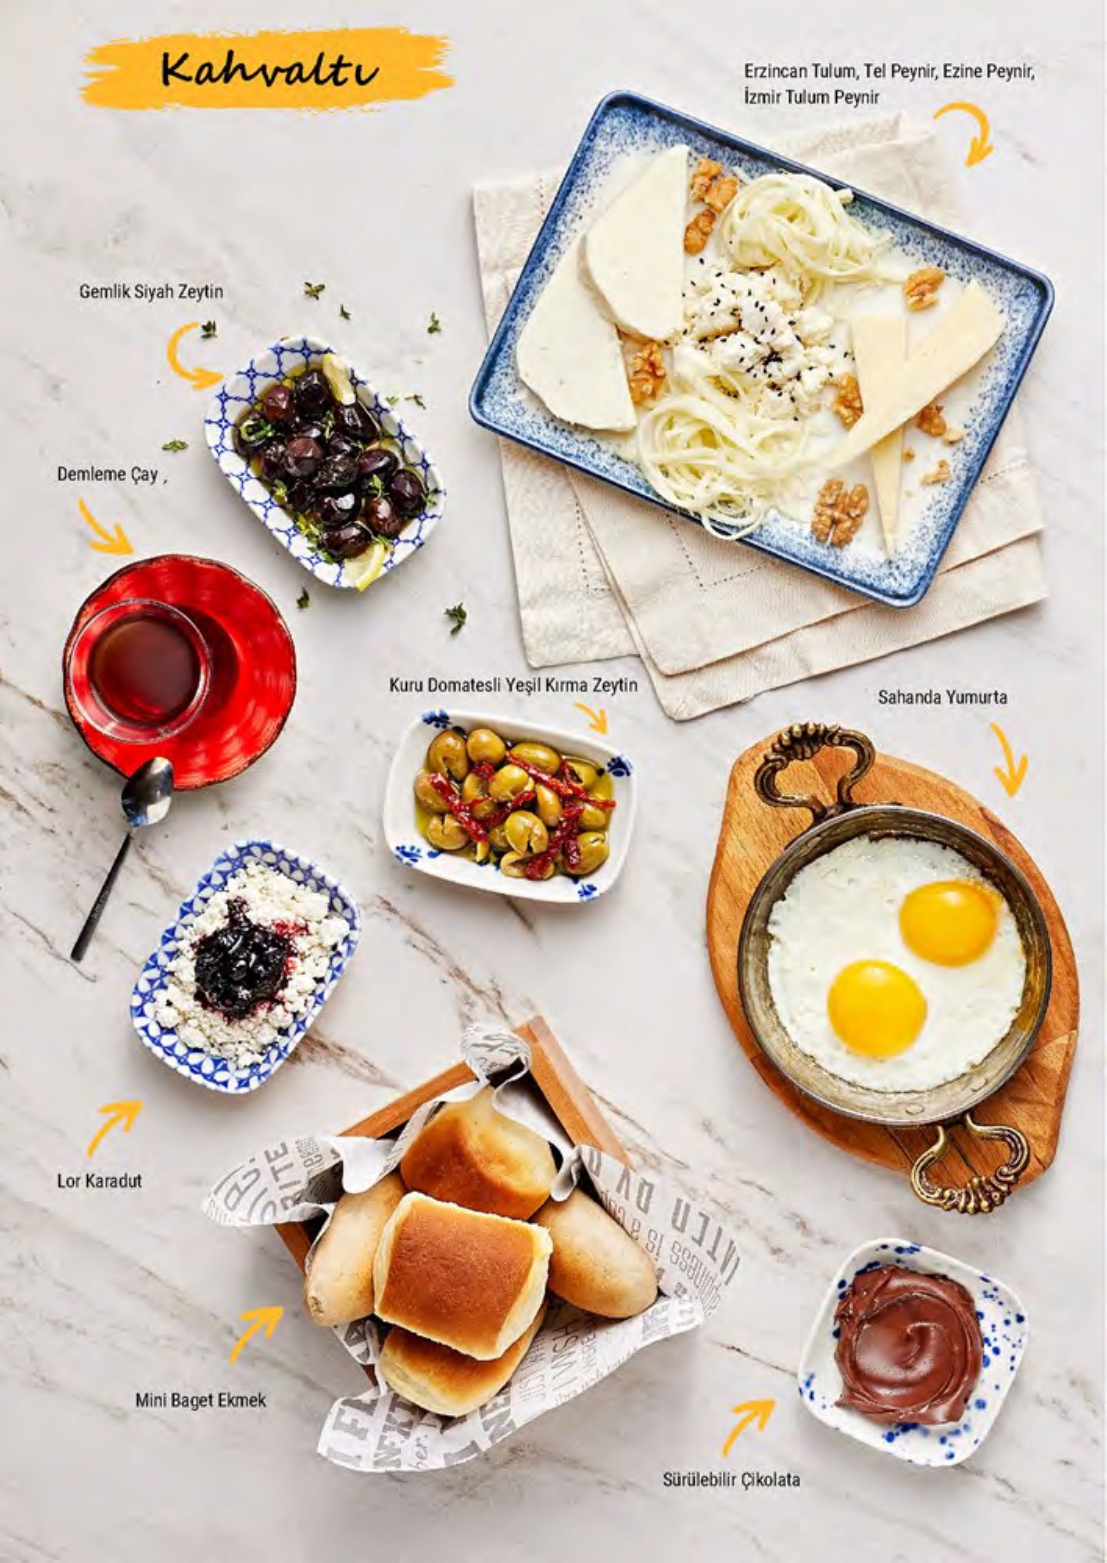 Kahvaltı
Erzincan Tulum, Tel Peynir, Ezine Peynir,
İzmir Tulum Peynir
Gemlik Siyah Zeytin
Demleme Çay ,
Kuru Domatesli Yeşil Kırma Zeytin
Sahanda Yumurta
Lor Karadut
Mini Baget Ekmek
Sürülebilir Çikolata